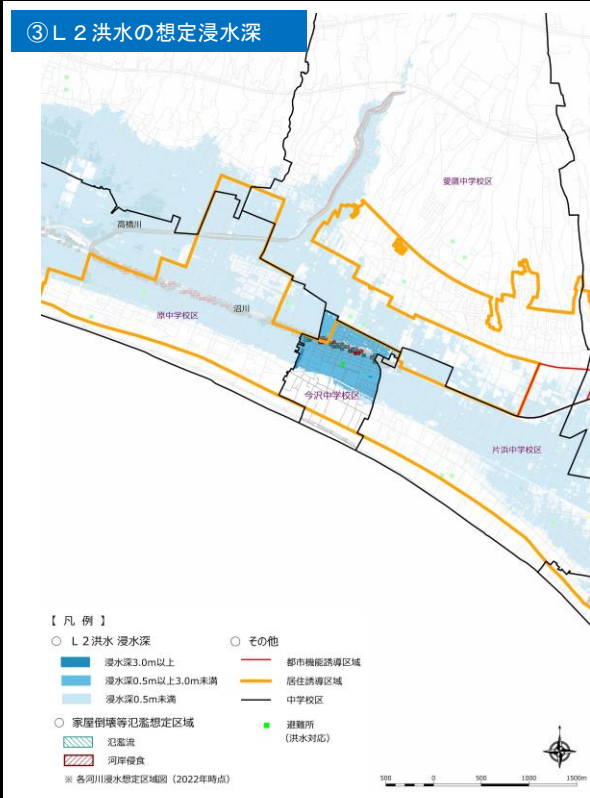 ③Ｌ２洪水の想定浸水深
愛鷹中学校区
高橋川
沼川
原中学校区
今沢中学校区
片浜中学校区
【 凡 例 】
○ Ｌ２洪水 浸水深
浸水深3.0m以上
浸水深0.5m以上3.0m未満
浸水深0.5m未満
○ 家屋倒壊等氾濫想定区域
氾濫流
河岸侵食
※ 各河川浸水想定区域図（2022年時点）
○ その他
都市機能誘導区域
居住誘導区域
中学校区
避難所
（洪水対応）
500 0 500 1000 1500m